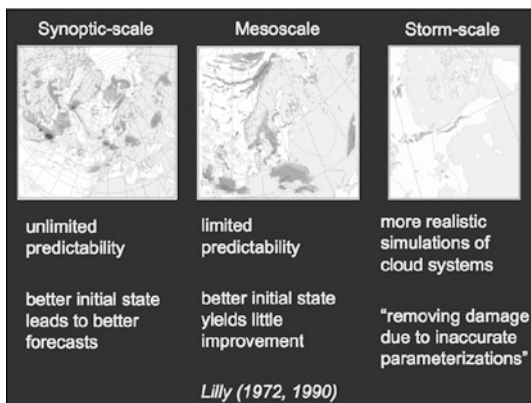 Synoptic-scale
Mesoscale
Storm-scale
unlimited
predictability
limited
predictability
more realistic
simulations of
cloud systems
better initial state
leads to better
forecasts
better initial state
yields little
improvement
“removing damage
due to inaccurate
parameterizations”
Lilly (1972, 1990)